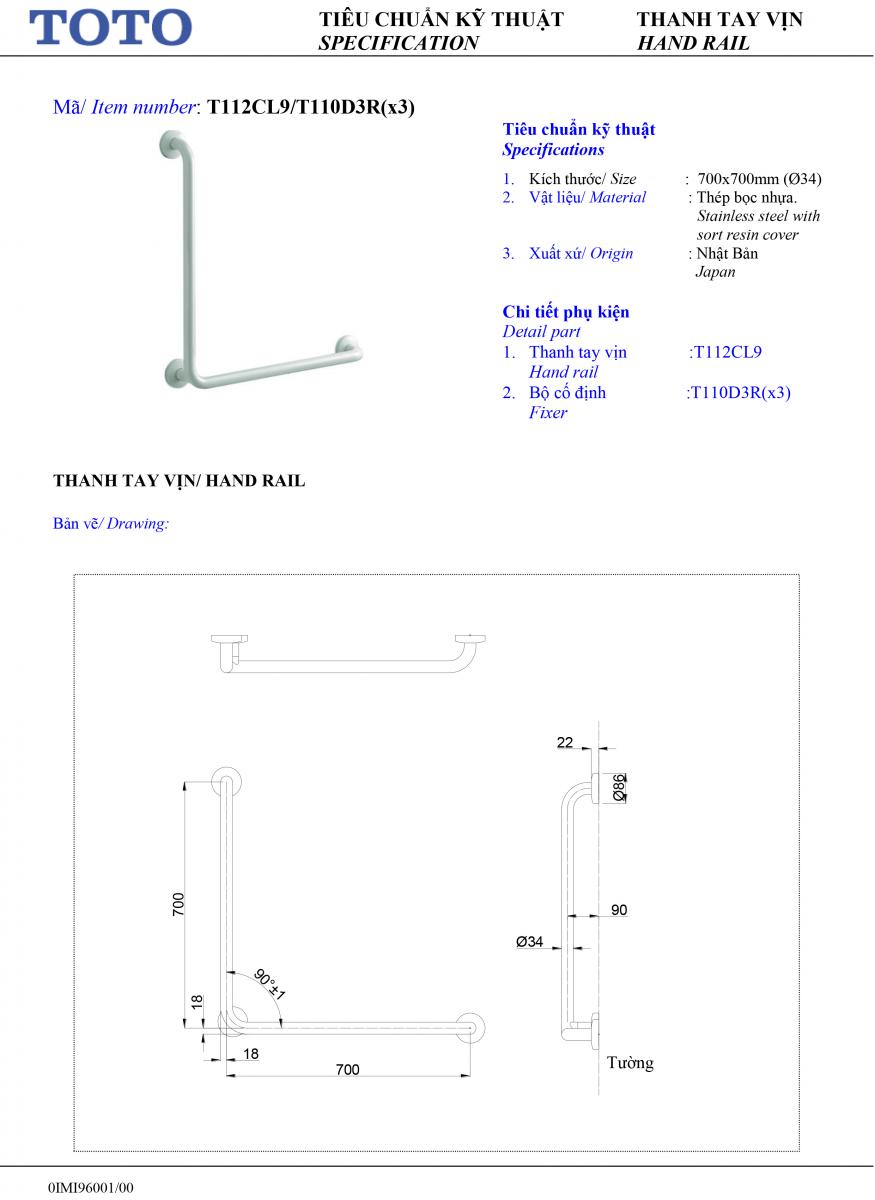 TOTO
TIÊU CHUẨN KỸ THUẬT
SPECIFICATION
THANH TAY VỊN
HAND RAIL
Mã/ Item number: T112CL9/T110D3R(x3)
Tiêu chuẩn kỹ thuật
Specifications
1. Kích thước/ Size : 700x700mm (Ø34)
2. Vật liệu/ Material : Thép bọc nhựa.
Stainless steel with
sort resin cover
3. Xuất xứ/ Origin : Nhật Bản
Japan
Chi tiết phụ kiện
Detail part
1. Thanh tay vịn :T112CL9
Hand rail
2. Bộ cố định :T110D3R(x3)
Fixer
THANH TAY VỊN/ HAND RAIL
Bản vẽ/ Drawing:
22
Ø86
700
90
Ø34
90°±1
18
18
700
Tường
0IMI96001/00